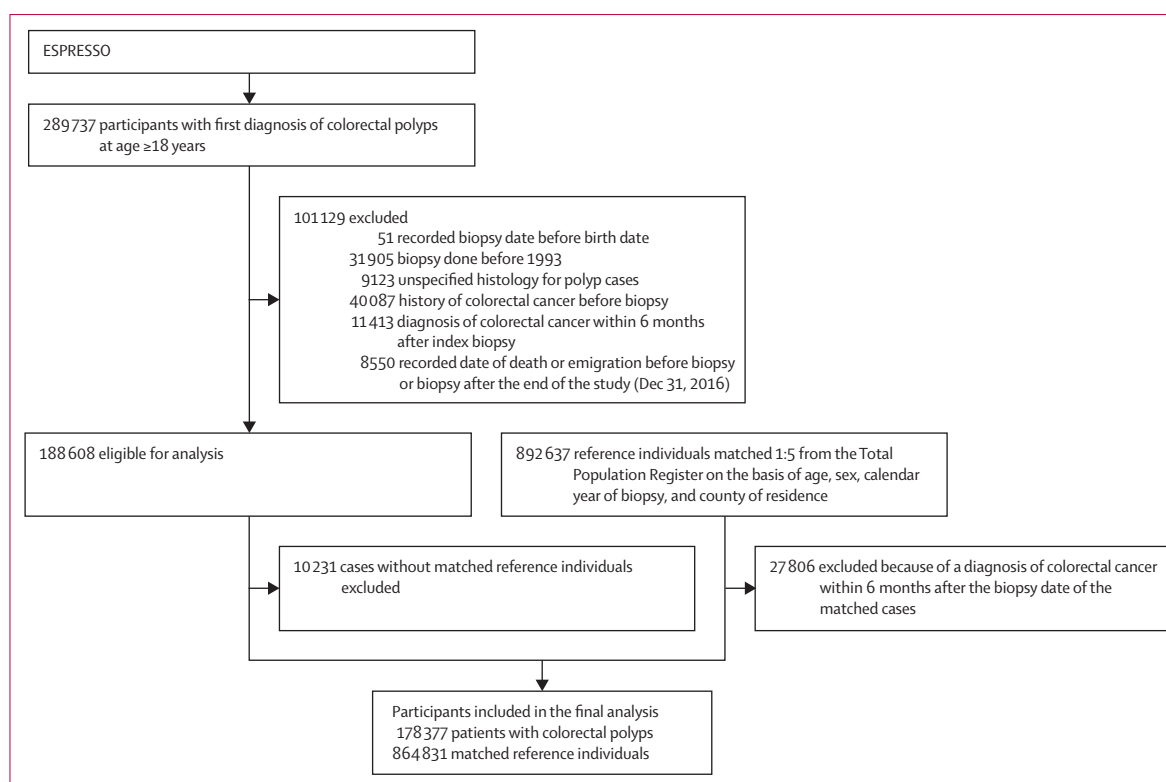 ESPRESSO
289 737 participants with first diagnosis of colorectal polyps
at age ≥18 years
101 129 excluded
51 recorded biopsy date before birth date
31 905 biopsy done before 1993
9123 unspecified histology for polyp cases
40 087 history of colorectal cancer before biopsy
11 413 diagnosis of colorectal cancer within 6 months
after index biopsy
8550 recorded date of death or emigration before biopsy
or biopsy after the end of the study (Dec 31, 2016)
188 608 eligible for analysis
892 637 reference individuals matched 1:5 from the Total
Population Register on the basis of age, sex, calendar
year of biopsy, and county of residence
10 231 cases without matched reference individuals
excluded
27 806 excluded because of a diagnosis of colorectal cancer
within 6 months after the biopsy date of the
matched cases
Participants included in the final analysis
178 377 patients with colorectal polyps
864 831 matched reference individuals